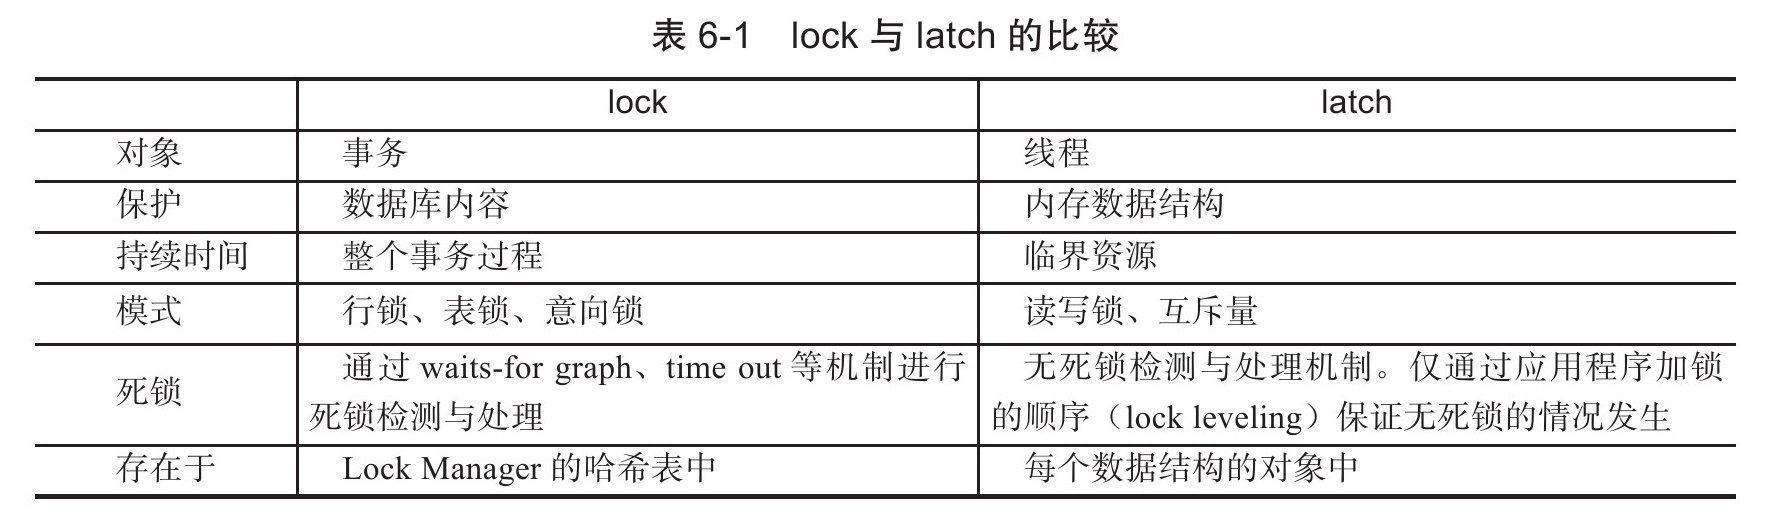 表 6-1 lock 与 latch 的比较
lock latch
对象 事务 线程
保护 数据库内容 内存数据结构
持续时间 整个事务过程 临界资源
模式 行锁、表锁、意向锁 读写锁、互斥量
死锁
通过 waits-for graph、time out 等机制进行
死锁检测与处理
无死锁检测与处理机制。仅通过应用程序加锁
的顺序（lock leveling）保证无死锁的情况发生
存在于 Lock Manager 的哈希表中 每个数据结构的对象中